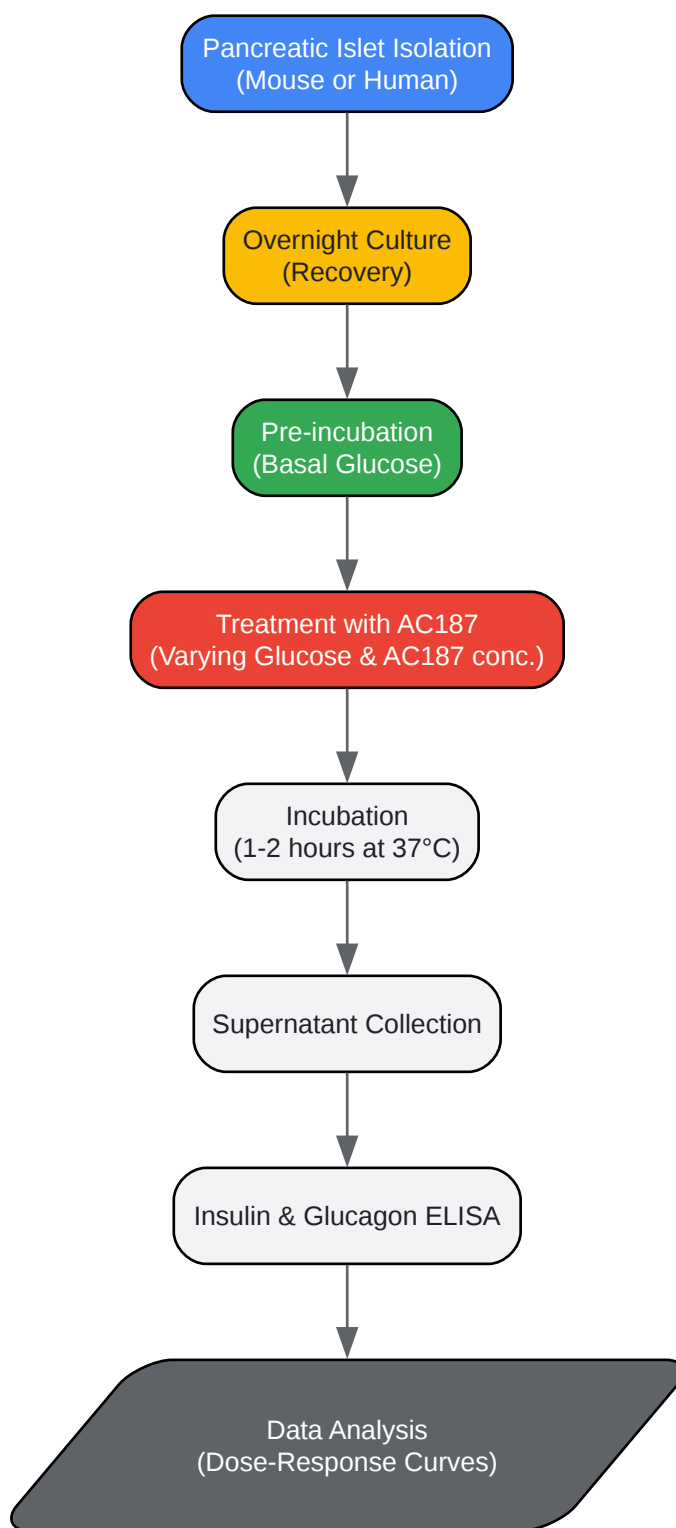 Pancreatic Islet Isolation
(Mouse or Human)
Overnight Culture
(Recovery)
Pre-incubation
(Basal Glucose)
Treatment with AC187
(Varying Glucose & AC187 conc.)
Incubation
(1-2 hours at 37°C)
Supernatant Collection
Insulin & Glucagon ELISA
Data Analysis
(Dose-Response Curves)